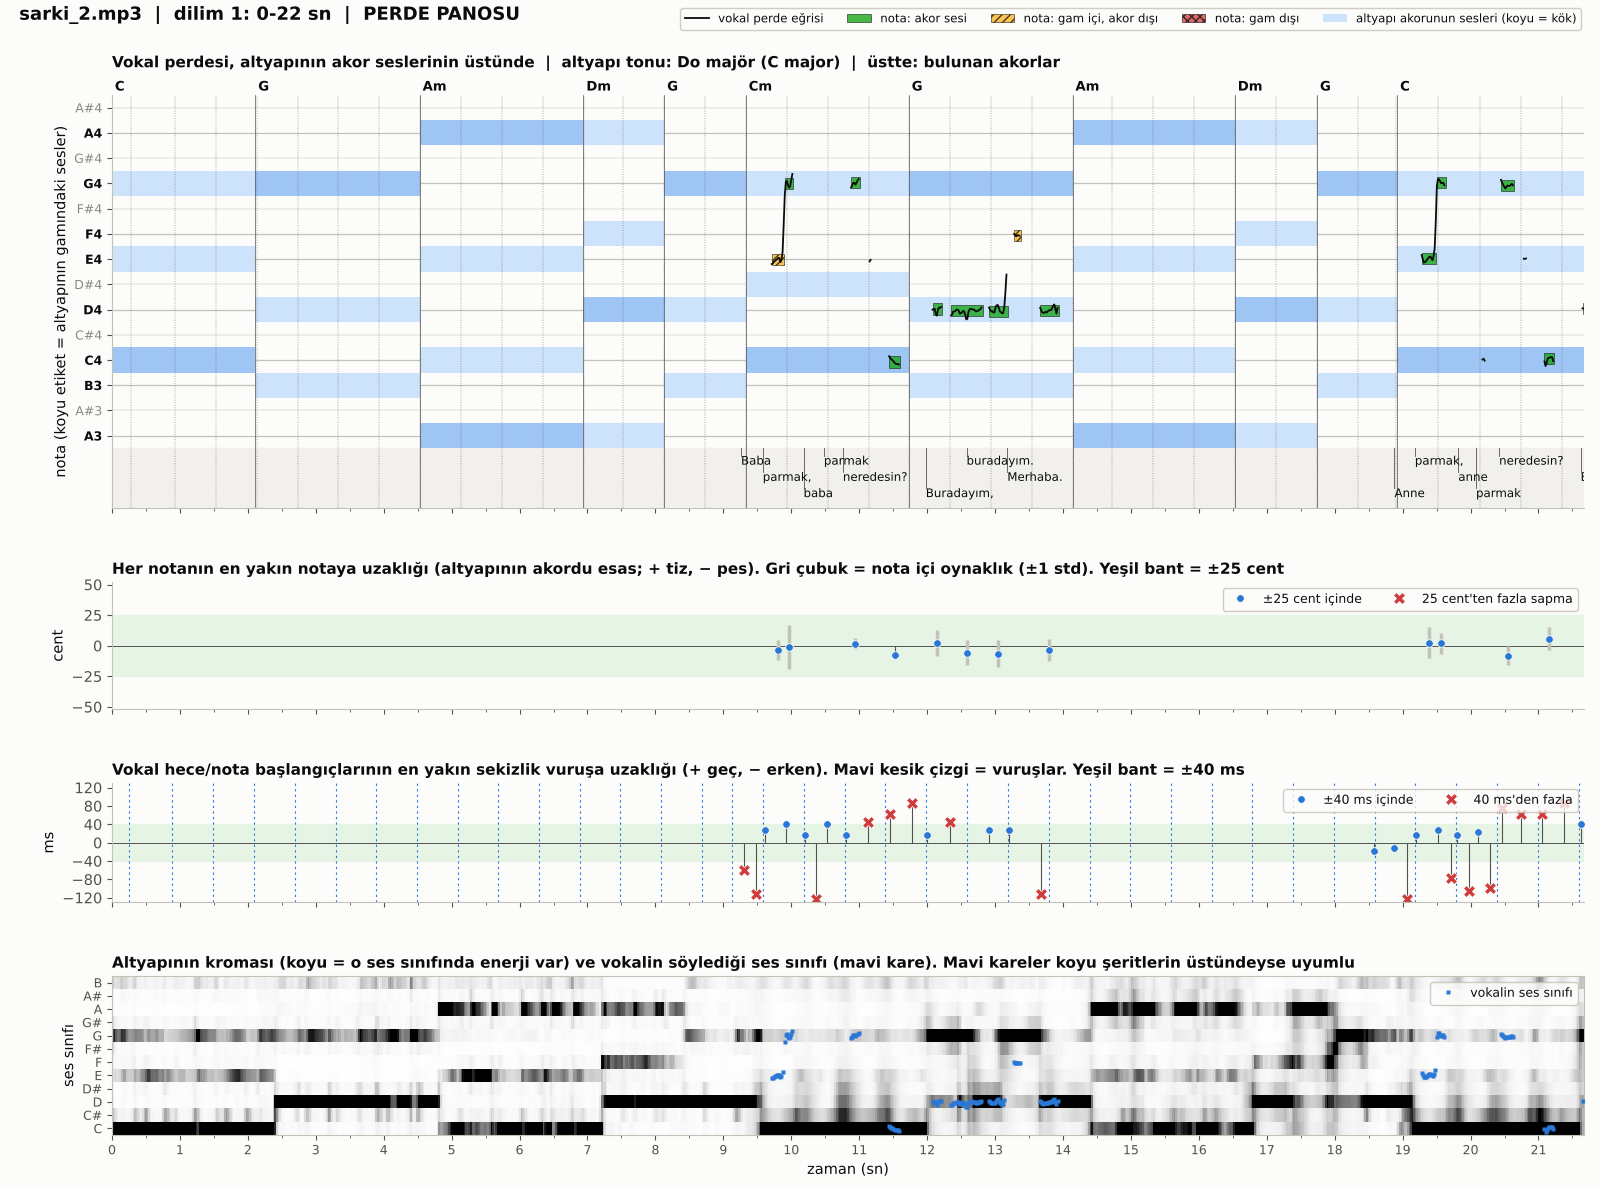 sarki_2.mp3 | dilim 1: 0-22 sn | PERDE PANOSU
vokal perde eğrisi
nota: akor sesi
nota: gam içi, akor dışı
nota: gam dışı
altyapı akorunun sesleri (koyu = kök)
Vokal perdesi, altyapının akor seslerinin üstünde | altyapı tonu: Do majör (C major) | üstte: bulunan akorlar
C G Am Dm G Cm G Am Dm G C
nota (koyu etiket = altyapının gamındaki sesler)
A#4
A4
G#4
G4
F#4
F4
E4
D#4
D4
C#4
C4
B3
A#3
A3
Baba parmak buradayım. parmak, neredesin?
parmak, neredesin? Merhaba. anne
baba Buradayım, Anne parmak
Her notanın en yakın notaya uzaklığı (altyapının akordu esas; + tiz, − pes). Gri çubuk = nota içi oynaklık (±1 std). Yeşil bant = ±25 cent
±25 cent içinde
25 cent'ten fazla sapma
cent
50
25
0
−25
−50
Vokal hece/nota başlangıçlarının en yakın sekizlik vuruşa uzaklığı (+ geç, − erken). Mavi kesik çizgi = vuruşlar. Yeşil bant = ±40 ms
±40 ms içinde
40 ms'den fazla
ms
120
80
40
0
−40
−80
−120
Altyapının kroması (koyu = o ses sınıfında enerji var) ve vokalin söylediği ses sınıfı (mavi kare). Mavi kareler koyu şeritlerin üstündeyse uyumlu
vokalin ses sınıfı
ses sınıfı
B
A#
A
G#
G
F#
F
E
D#
D
C#
C
0 1 2 3 4 5 6 7 8 9 10 11 12 13 14 15 16 17 18 19 20 21
zaman (sn)